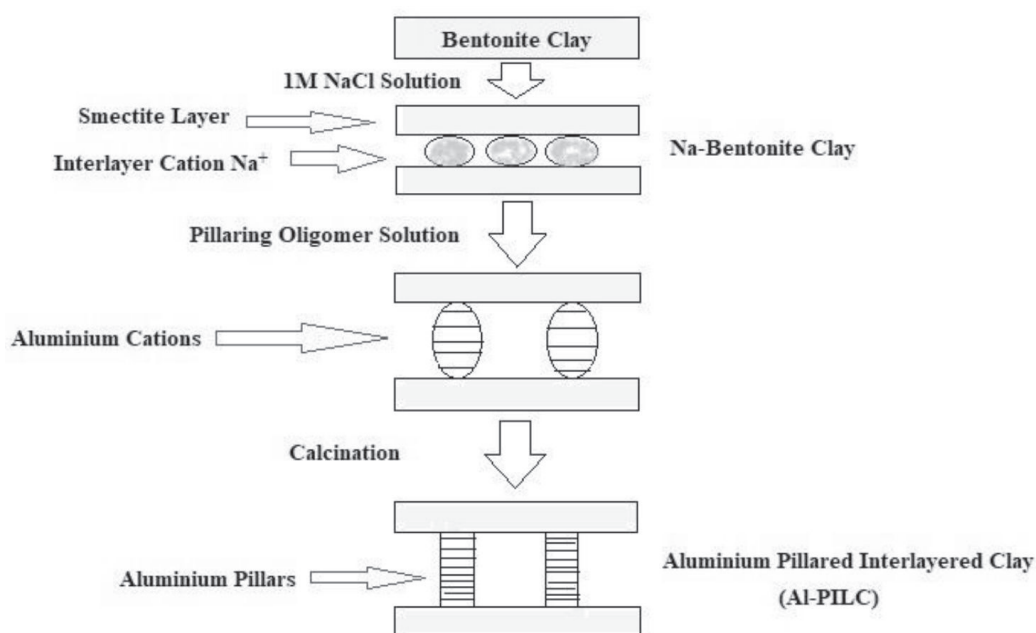 Bentonite Clay
1M NaCl Solution
Smectite Layer
Interlayer Cation Na⁺
Na-Bentonite Clay
Pillaring Oligomer Solution
Aluminium Cations
Calcination
Aluminium Pillars
Aluminium Pillared Interlayered Clay
(Al-PILC)